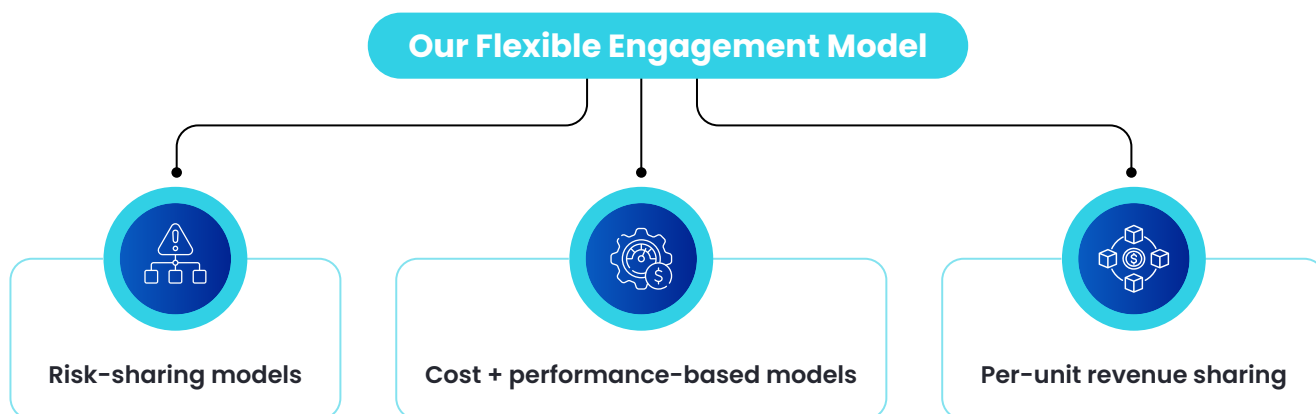 Our Flexible Engagement Model
Risk-sharing models
Cost + performance-based models
Per-unit revenue sharing